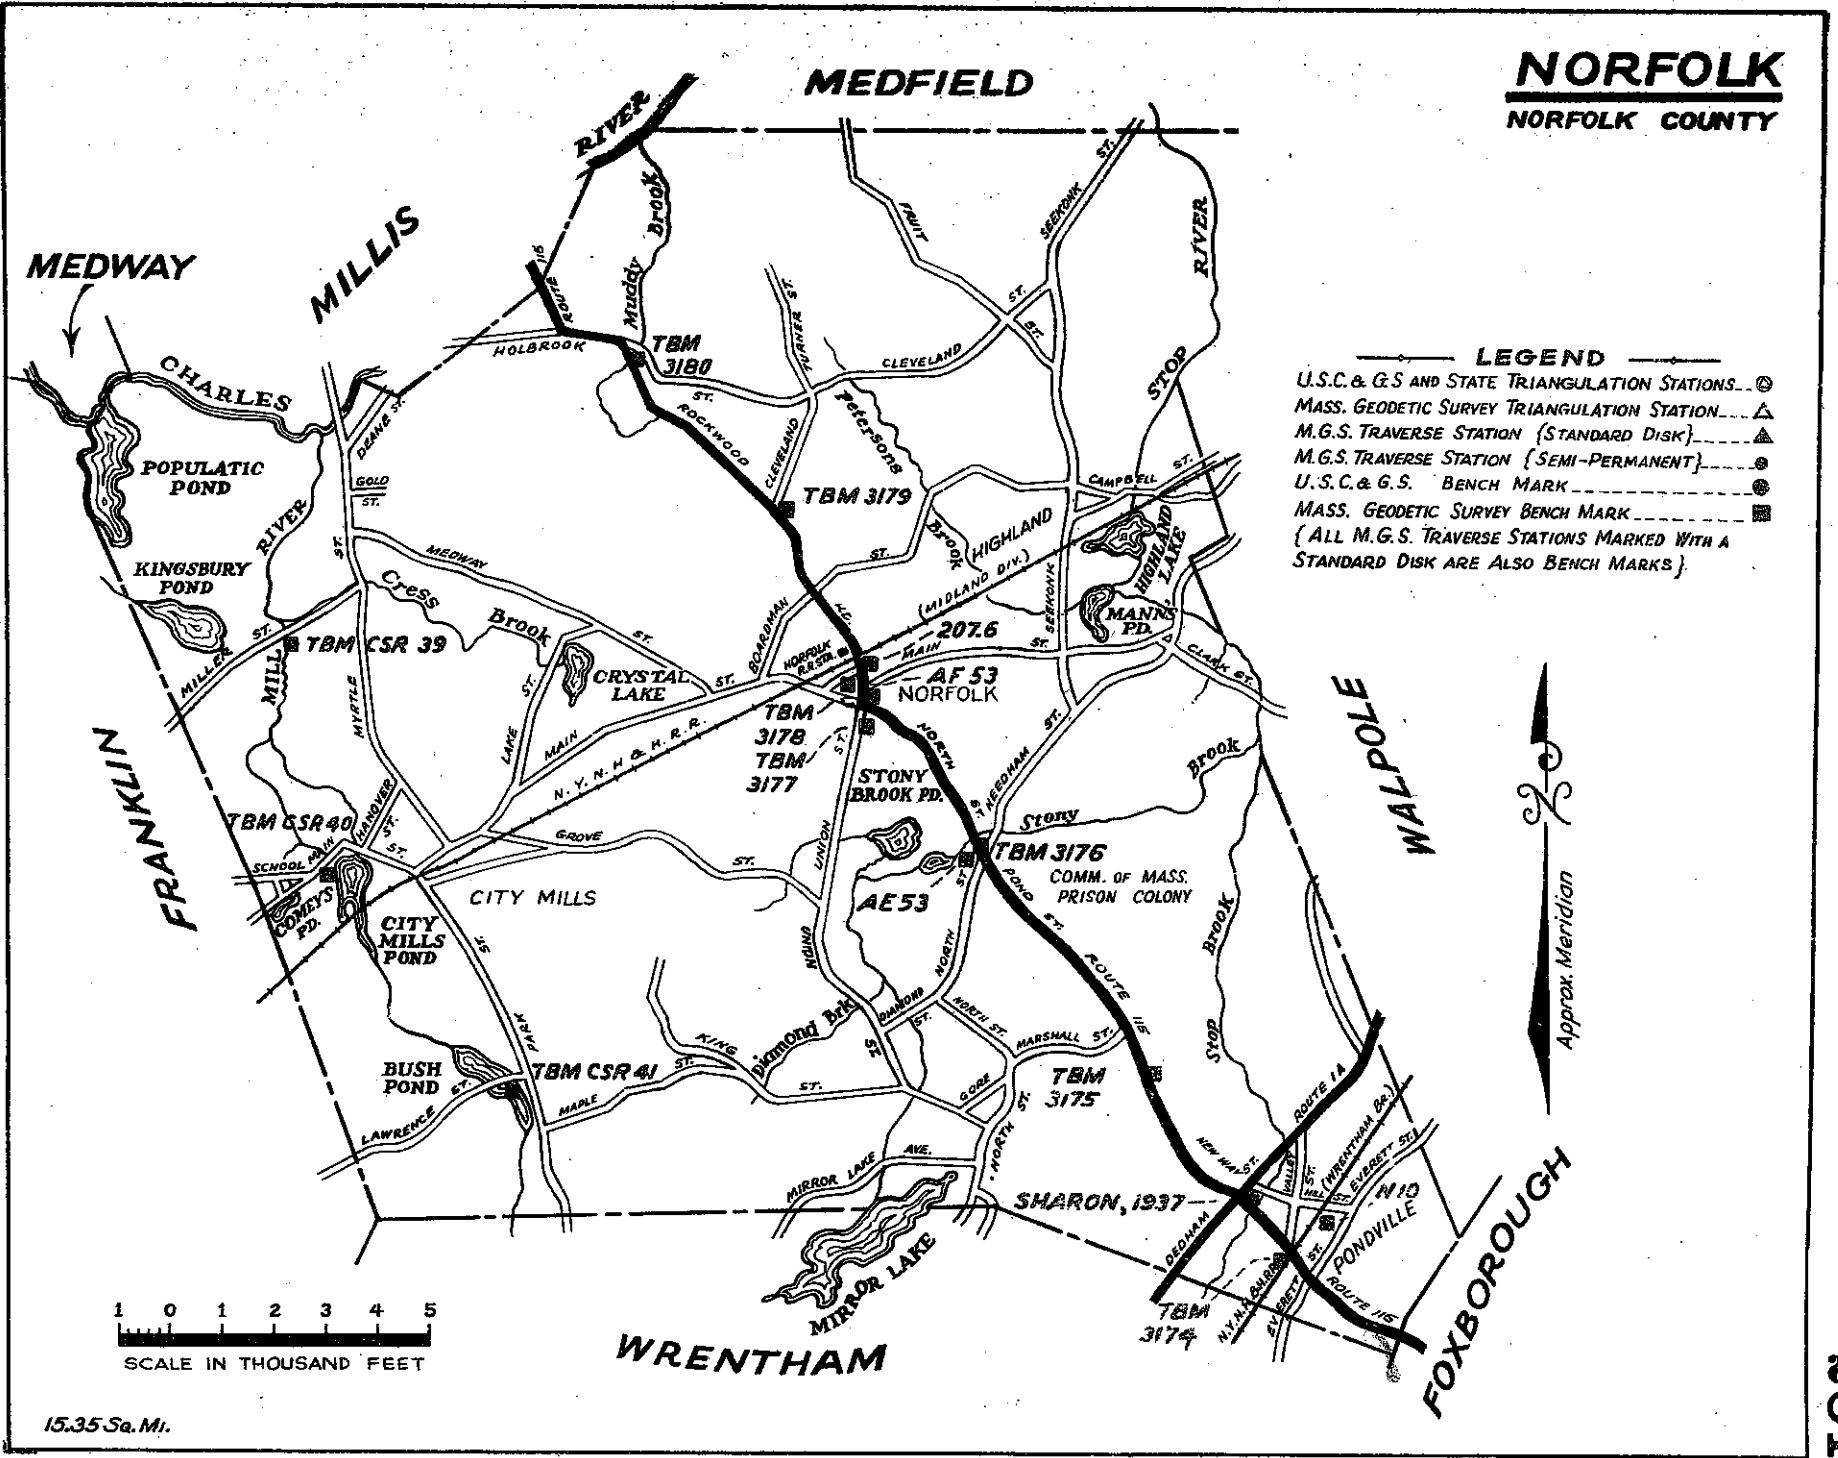 NORFOLK
NORFOLK COUNTY
MEDFIELD
RIVER
MEDWAY
MILLIS
CHARLES
Muddy Brook
ROUTE 115
HOLBROOK
TBM
3180
ST.
ROCKWOOD
TURNER ST.
CLEVELAND
ST.
CLEVELAND
FRUIT
ST.
SEEKONK ST.
ST.
RIVER
STOP
LEGEND
U.S.C. & G.S AND STATE TRIANGULATION STATIONS
MASS. GEODETIC SURVEY TRIANGULATION STATION
M.G.S. TRAVERSE STATION {STANDARD DISK}
M.G.S. TRAVERSE STATION {SEMI-PERMANENT}
U.S.C. & G.S. BENCH MARK
MASS. GEODETIC SURVEY BENCH MARK
{ALL M.G.S. TRAVERSE STATIONS MARKED WITH A
STANDARD DISK ARE ALSO BENCH MARKS}
POPULATIC
POND
DEANE ST.
GOLD
ST.
RIVER
ST.
KINGSBURY
POND
MEDWAY
Cress
Brook
ST.
MILLER
ST.
TBM CSR 39
MILL
MYRTLE
CRYSTAL
LAKE
ST.
LAKE
MAIN
ST.
N.Y. N. H & H. R. R.
TBM 3179
Petersons
Brook
ST.
BOARDMAN
RD.
NORFOLK
R.R. STA.
HIGHLAND
(MIDLAND DIV.)
CAMPBELL
ST.
HIGHLAND
LAKE
MANN'S
PD.
SEEKONK
207.6
MAIN
ST.
AF 53
NORFOLK
TBM
3178
TBM
3177
ST.
NORTH
ST.
CLARK ST.
NEEDHAM
ST.
WALPOLE
FRANKLIN
STONY
BROOK PD.
Stony
Brook
TBM CSR 40
HANOVER
ST.
SCHOOL
MAIN
ST.
COMEYS
PD.
CITY
MILLS
POND
CITY MILLS
GROVE
ST.
UNION
UNION
ST.
AE53
ST.
TBM 3176
COMM. OF MASS.
PRISON COLONY
POND ST.
Brook
Stop
Approx. Meridian
N
NORTH
DIAMOND
ST.
NORTH ST.
ROUTE 115
Diamond Brk
MARSHALL ST.
PARK
ST.
BUSH
POND
TBM CSR 41
KING
ST.
ST.
MAPLE
LAWRENCE ST.
GORE
ST.
NORTH
TBM
3175
MIRROR LAKE AVE.
MIRROR LAKE
SHARON, 1937
NEW WAY ST.
ROUTE 1A
DEDHAM
VALLEY
ST.
HILL
(WRENTHAM BR.)
EVERETT ST.
N10
PONDVILLE
ST.
EVERETT
ROUTE 115
TBM
3174
FOXBOROUGH
WRENTHAM
1 0 1 2 3 4 5
SCALE IN THOUSAND FEET
15.35 Sq. Mi.